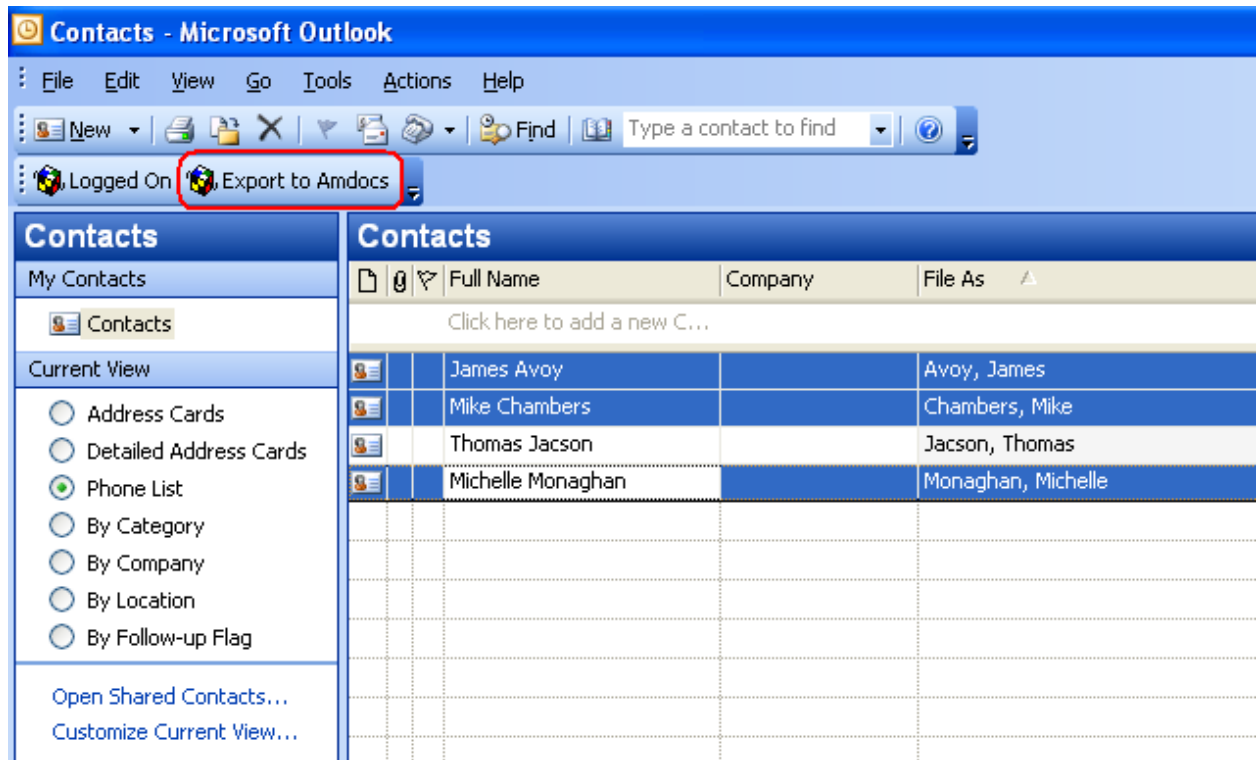 Contacts - Microsoft Outlook
File Edit View Go Tools Actions Help
New Find Type a contact to find
Logged On Export to Amdocs
Contacts
My Contacts
Contacts
Current View
Address Cards
Detailed Address Cards
Phone List
By Category
By Company
By Location
By Follow-up Flag
Open Shared Contacts...
Customize Current View...
Contacts
Full Name Company File As
Click here to add a new C...
James Avoy Avoy, James
Mike Chambers Chambers, Mike
Thomas Jacson Jacson, Thomas
Michelle Monaghan Monaghan, Michelle